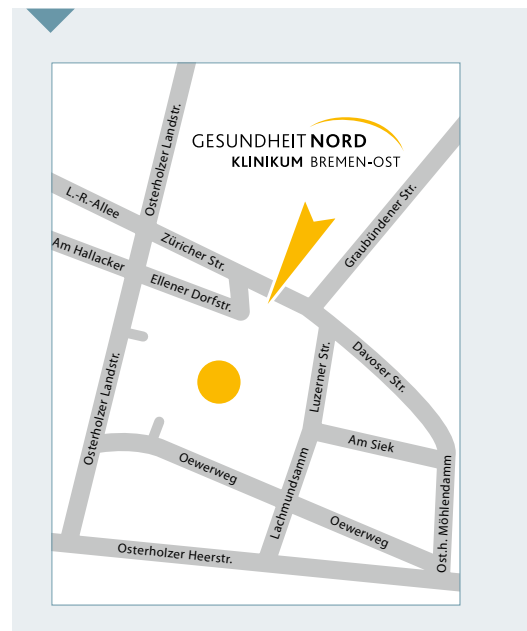 GESUNDHEIT NORD
KLINIKUM BREMEN-OST
Osterholzer Landstr.
L.-R.-Allee
Züricher Str.
Graubündener Str.
Am Hallacker
Ellener Dorfstr.
Osterholzer Landstr.
Luzerner Str.
Davoser Str.
Am Siek
Oewerweg
Lachmundsamm
Oewerweg
Ost.h. Möhlendamm
Osterholzer Heerstr.